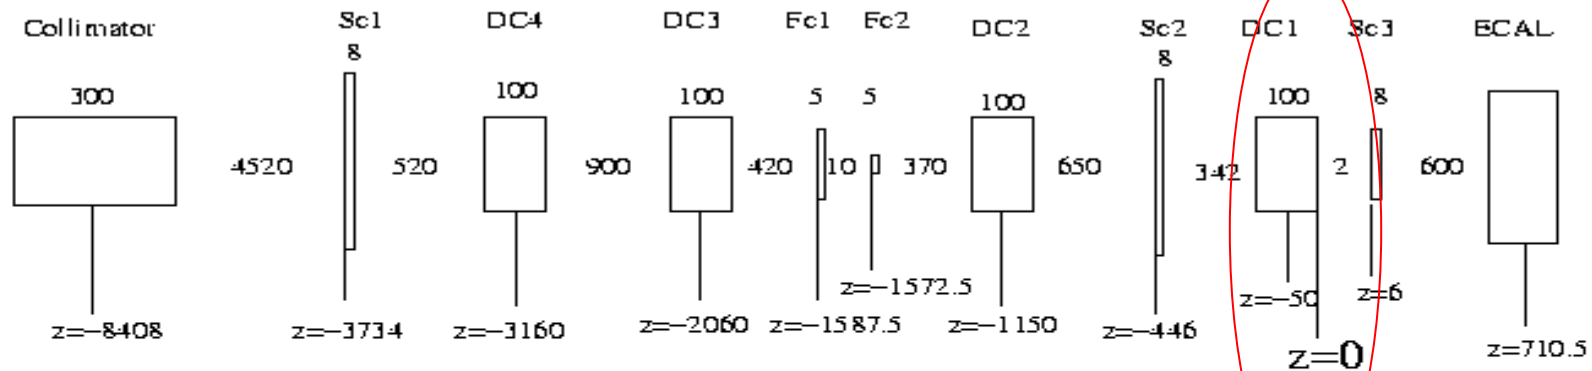 Collimator Sc1 DC4 DC3 Fc1 Fc2 DC2 Sc2 DC1 Sc3 ECAL
300 8 100 100 5 5 100 8 100 8
4520 520 900 420 10 370 650 342 2 600
z=-8408 z=-3734 z=-3160 z=-2060 z=-1587.5 z=-1572.5 z=-1150 z=-446 z=-50 z=6 z=710.5
z=0